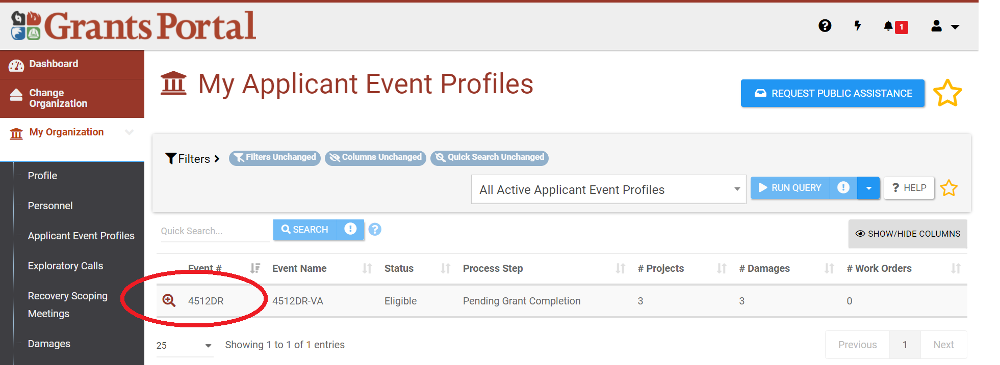 Grants Portal
1
Dashboard
Change
Organization
My Organization
Profile
Personnel
Applicant Event Profiles
Exploratory Calls
Recovery Scoping
Meetings
Damages
My Applicant Event Profiles
REQUEST PUBLIC ASSISTANCE
Filters
Filters Unchanged
Columns Unchanged
Quick Search Unchanged
All Active Applicant Event Profiles
RUN QUERY
? HELP
Quick Search...
SEARCH
SHOW/HIDE COLUMNS
Event # Event Name Status Process Step # Projects # Damages # Work Orders
4512DR 4512DR-VA Eligible Pending Grant Completion 3 3 0
25 Showing 1 to 1 of 1 entries
Previous 1 Next